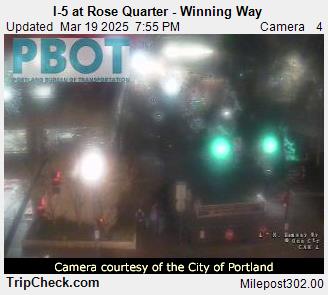 I-5 at Rose Quarter - Winning Way
Updated Mar 19 2025 7:55 PM Camera 4
PBOT
PORTLAND BUREAU OF TRANSPORTATION
Camera courtesy of the City of Portland
TripCheck.com Milepost302.00